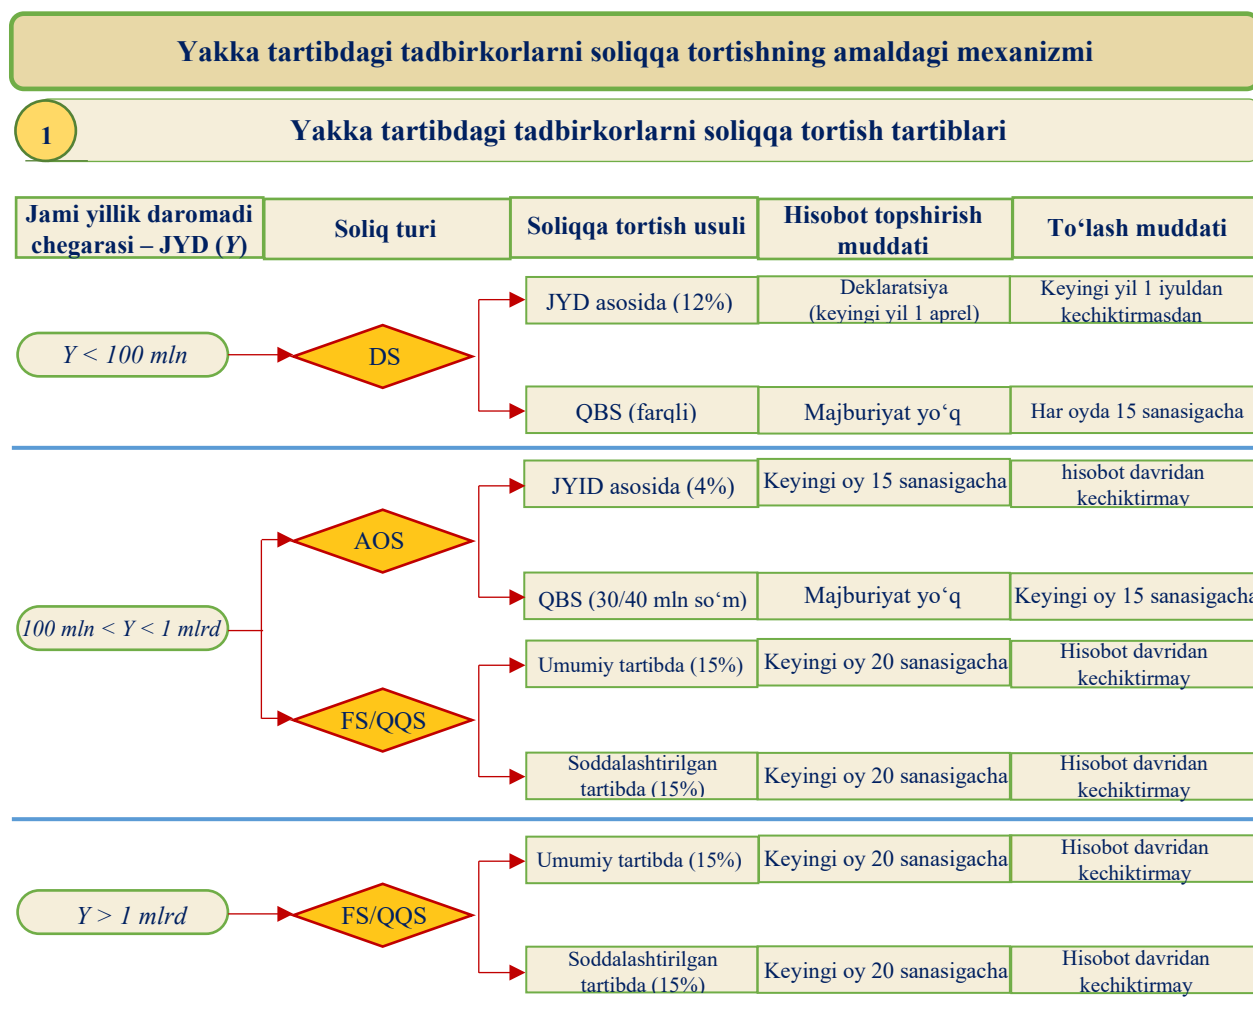 Yakka tartibdagi tadbirkorlarni soliqqa tortishning amaldagi mexanizmi
1
Yakka tartibdagi tadbirkorlarni soliqqa tortish tartiblari
Jami yillik daromadi
chegarasi – JYD (Y)
Soliq turi
Soliqqa tortish usuli
Hisobot topshirish
muddati
To‘lash muddati
Y < 100 mln
DS
JYD asosida (12%)
Deklaratsiya
(keyingi yil 1 aprel)
Keyingi yil 1 iyuldan
kechiktirmasdan
QBS (farqli)
Majburiyat yo‘q
Har oyda 15 sanasigacha
100 mln < Y < 1 mlrd
AOS
JYID asosida (4%)
Keyingi oy 15 sanasigacha
hisobot davridan
kechiktirmay
QBS (30/40 mln so‘m)
Majburiyat yo‘q
Keyingi oy 15 sanasigacha
FS/QQS
Umumiy tartibda (15%)
Keyingi oy 20 sanasigacha
Hisobot davridan
kechiktirmay
Soddalashtirilgan
tartibda (15%)
Keyingi oy 20 sanasigacha
Hisobot davridan
kechiktirmay
Y > 1 mlrd
FS/QQS
Umumiy tartibda (15%)
Keyingi oy 20 sanasigacha
Hisobot davridan
kechiktirmay
Soddalashtirilgan
tartibda (15%)
Keyingi oy 20 sanasigacha
Hisobot davridan
kechiktirmay